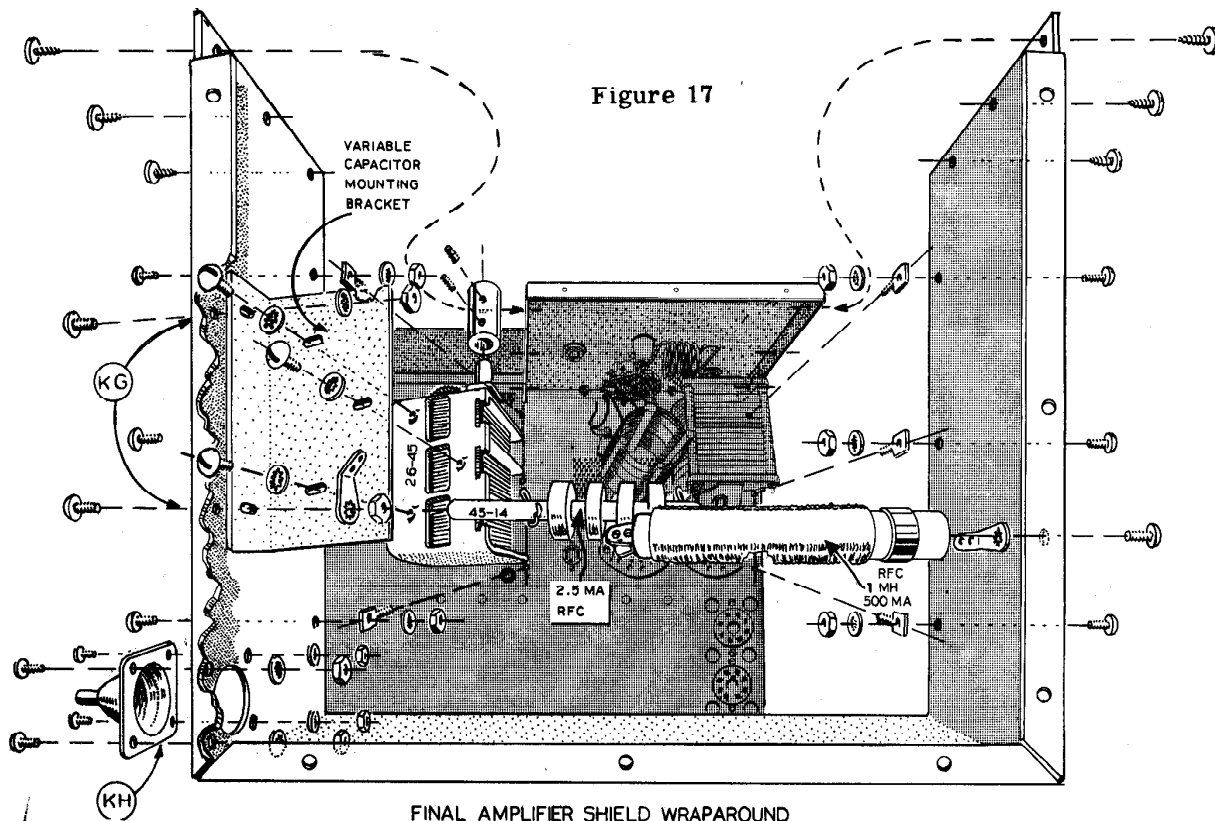 Figure 17
VARIABLE
CAPACITOR
MOUNTING
BRACKET
KG
26-45
45-14
2.5 MA
RFC
RFC
1 MH
500 MA
KH
FINAL AMPLIFIER SHIELD WRAPAROUND